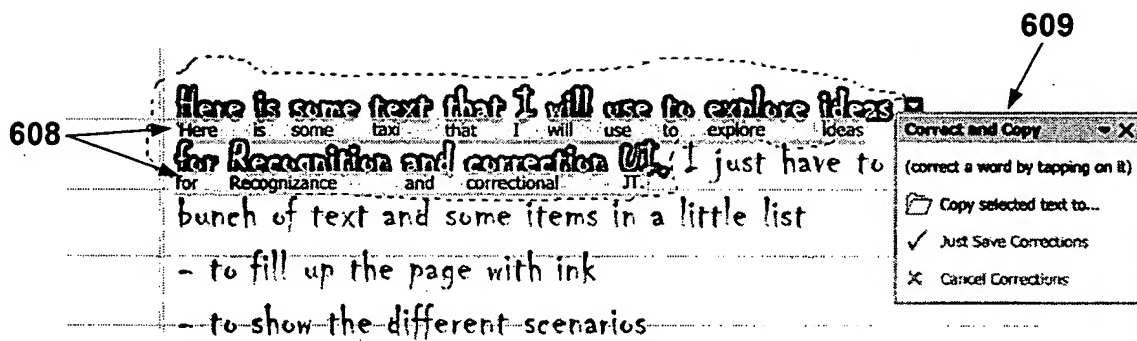 609
Here is some text that I will use to explore ideas
Here is some taxi that I will use to explore Ideas
608
for Recognition and correction UI. I just have to
for Recognizance and correctional JT.
bunch of text and some items in a little list
- to fill up the page with ink
- to show the different scenarios
Correct and Copy
(correct a word by tapping on it)
Copy selected text to...
Just Save Corrections
Cancel Corrections